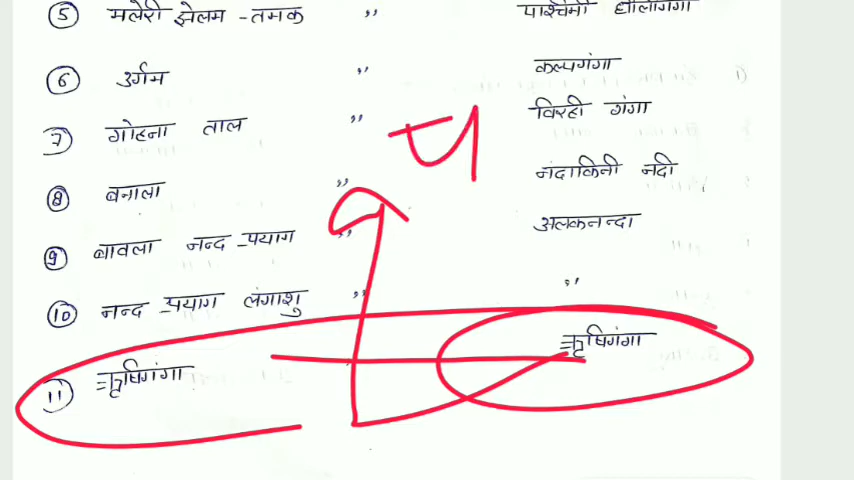 ⑤ मलेरी झेलम - तमक " पश्चिमी धौलीगंगा
⑥ उर्गम " कल्पगंगा
⑦ गोहना ताल " विरही गंगा
⑧ बनाला " नंदाकिनी नदी
⑨ बावला नन्द-प्रयाग " अलकनन्दा
⑩ नन्द-प्रयाग लंगाशु " "
⑪ ऋषिगंगा ऋषिगंगा